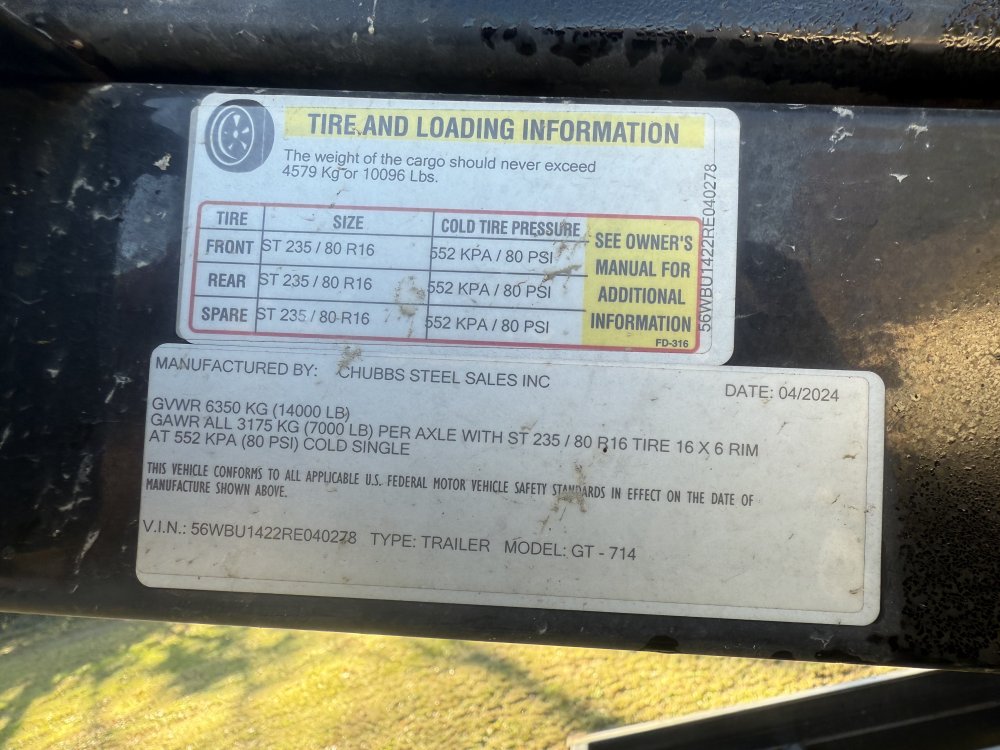 TIRE AND LOADING INFORMATION
The weight of the cargo should never exceed
4579 Kg or 10096 Lbs.
TIRE SIZE COLD TIRE PRESSURE
FRONT ST 235 / 80 R16 552 KPA / 80 PSI
REAR ST 235 / 80 R16 552 KPA / 80 PSI
SPARE ST 235 / 80 R16 552 KPA / 80 PSI
SEE OWNER'S
MANUAL FOR
ADDITIONAL
INFORMATION
FD-316
56WBU1422RE040278
MANUFACTURED BY: CHUBBS STEEL SALES INC DATE: 04/2024
GVWR 6350 KG (14000 LB)
GAWR ALL 3175 KG (7000 LB) PER AXLE WITH ST 235 / 80 R16 TIRE 16 X 6 RIM
AT 552 KPA (80 PSI) COLD SINGLE
THIS VEHICLE CONFORMS TO ALL APPLICABLE U.S. FEDERAL MOTOR VEHICLE SAFETY STANDARDS IN EFFECT ON THE DATE OF
MANUFACTURE SHOWN ABOVE.
V.I.N.: 56WBU1422RE040278 TYPE: TRAILER MODEL: GT - 714